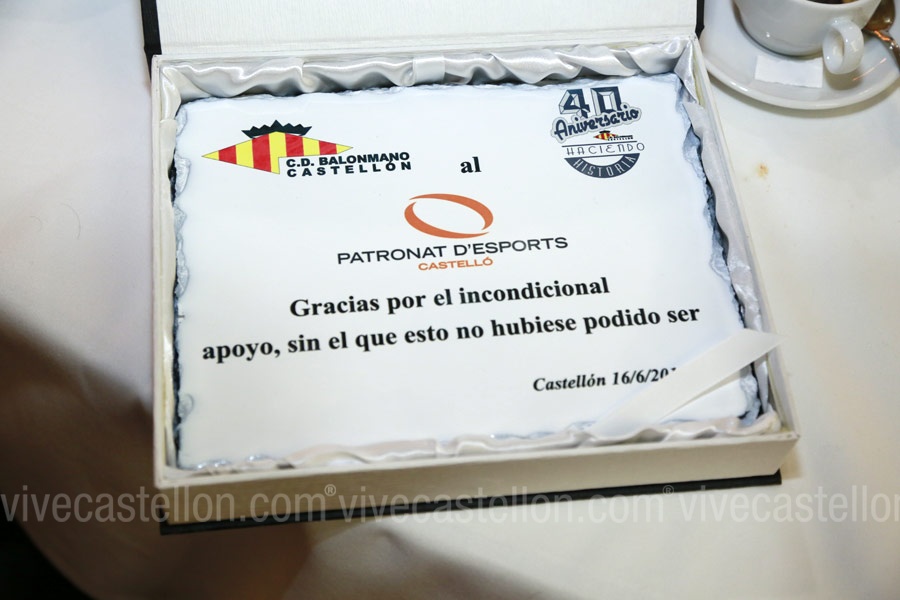 40
Aniversario
HACIENDO
HISTORIA
C.D. BALONMANO
CASTELLÓN
al
PATRONAT D'ESPORTS
CASTELLÓ
Gracias por el incondicional
apoyo, sin el que esto no hubiese podido ser
Castellón 16/6/201
vivecastellon.com® vivecastellon.com® vivecastellon